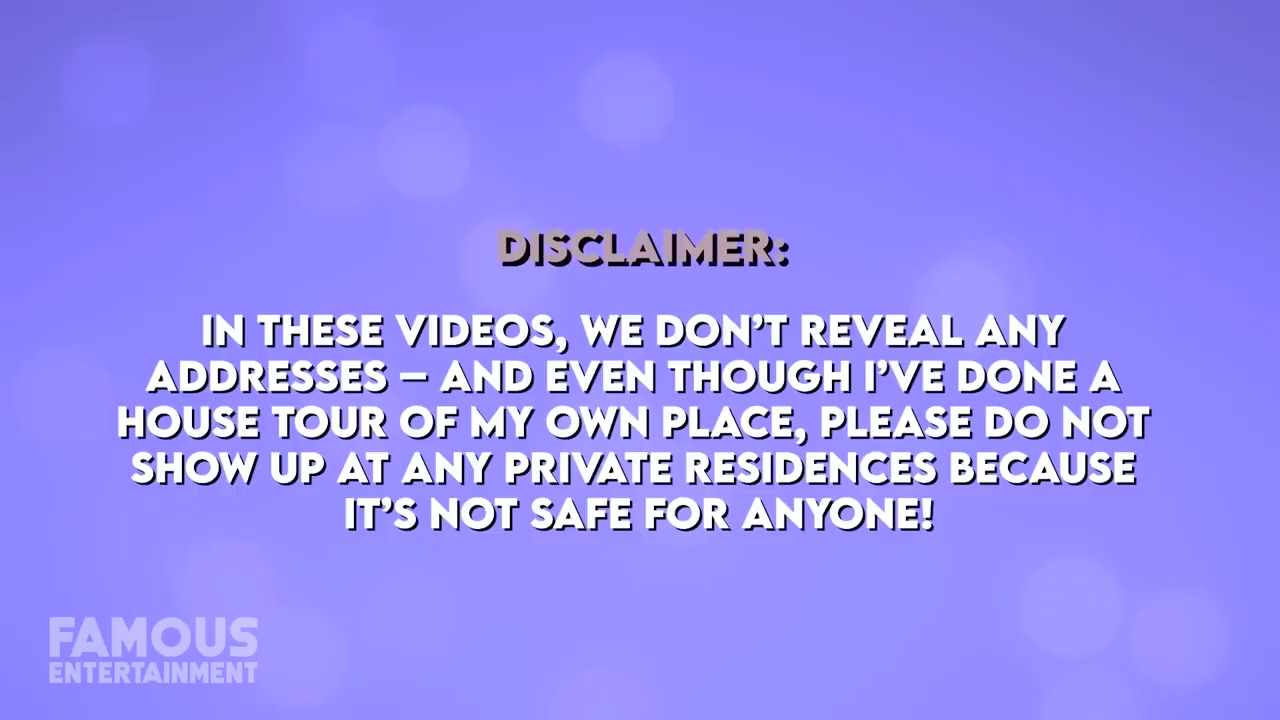 DISCLAIMER:
IN THESE VIDEOS, WE DON'T REVEAL ANY
ADDRESSES – AND EVEN THOUGH I'VE DONE A
HOUSE TOUR OF MY OWN PLACE, PLEASE DO NOT
SHOW UP AT ANY PRIVATE RESIDENCES BECAUSE
IT'S NOT SAFE FOR ANYONE!
FAMOUS
ENTERTAINMENT